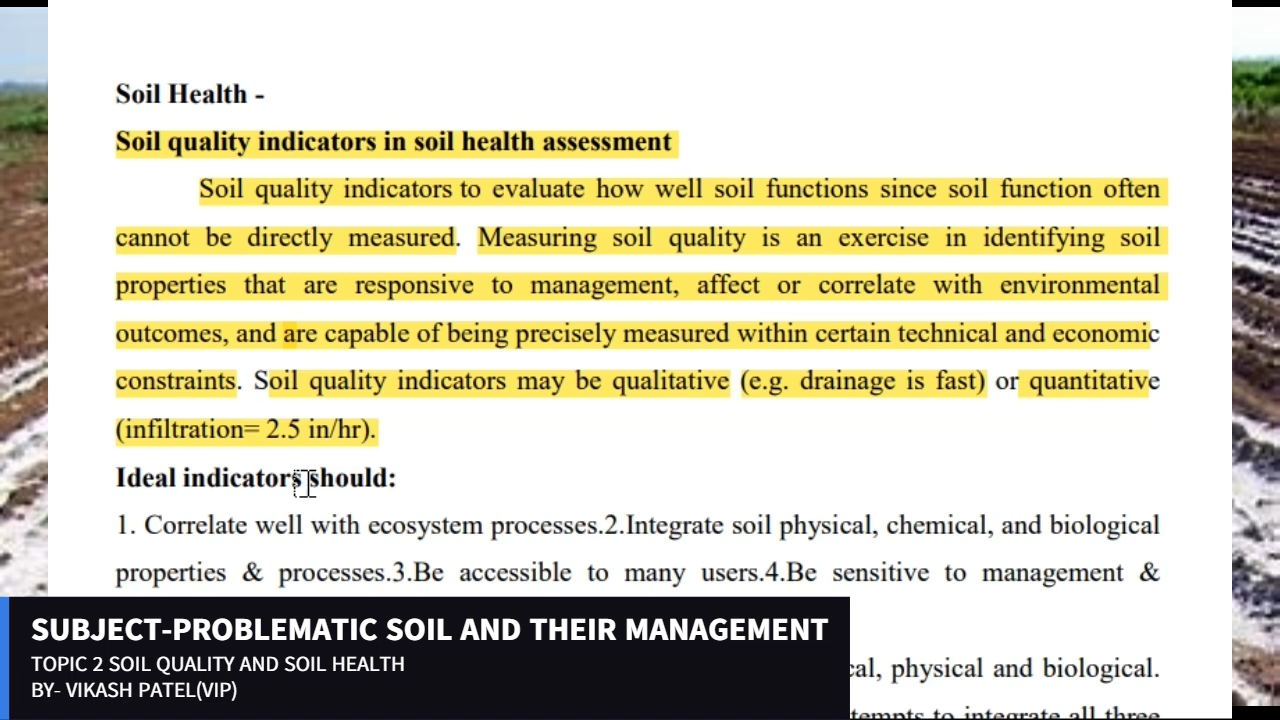 Soil Health -
Soil quality indicators in soil health assessment
Soil quality indicators to evaluate how well soil functions since soil function often
cannot be directly measured. Measuring soil quality is an exercise in identifying soil
properties that are responsive to management, affect or correlate with environmental
outcomes, and are capable of being precisely measured within certain technical and economic
constraints. Soil quality indicators may be qualitative (e.g. drainage is fast) or quantitative
(infiltration= 2.5 in/hr).
Ideal indicators should:
1. Correlate well with ecosystem processes.2.Integrate soil physical, chemical, and biological
properties & processes.3.Be accessible to many users.4.Be sensitive to management &
physical and biological.
to integrate all three
SUBJECT-PROBLEMATIC SOIL AND THEIR MANAGEMENT
TOPIC 2 SOIL QUALITY AND SOIL HEALTH
BY- VIKASH PATEL(VIP)